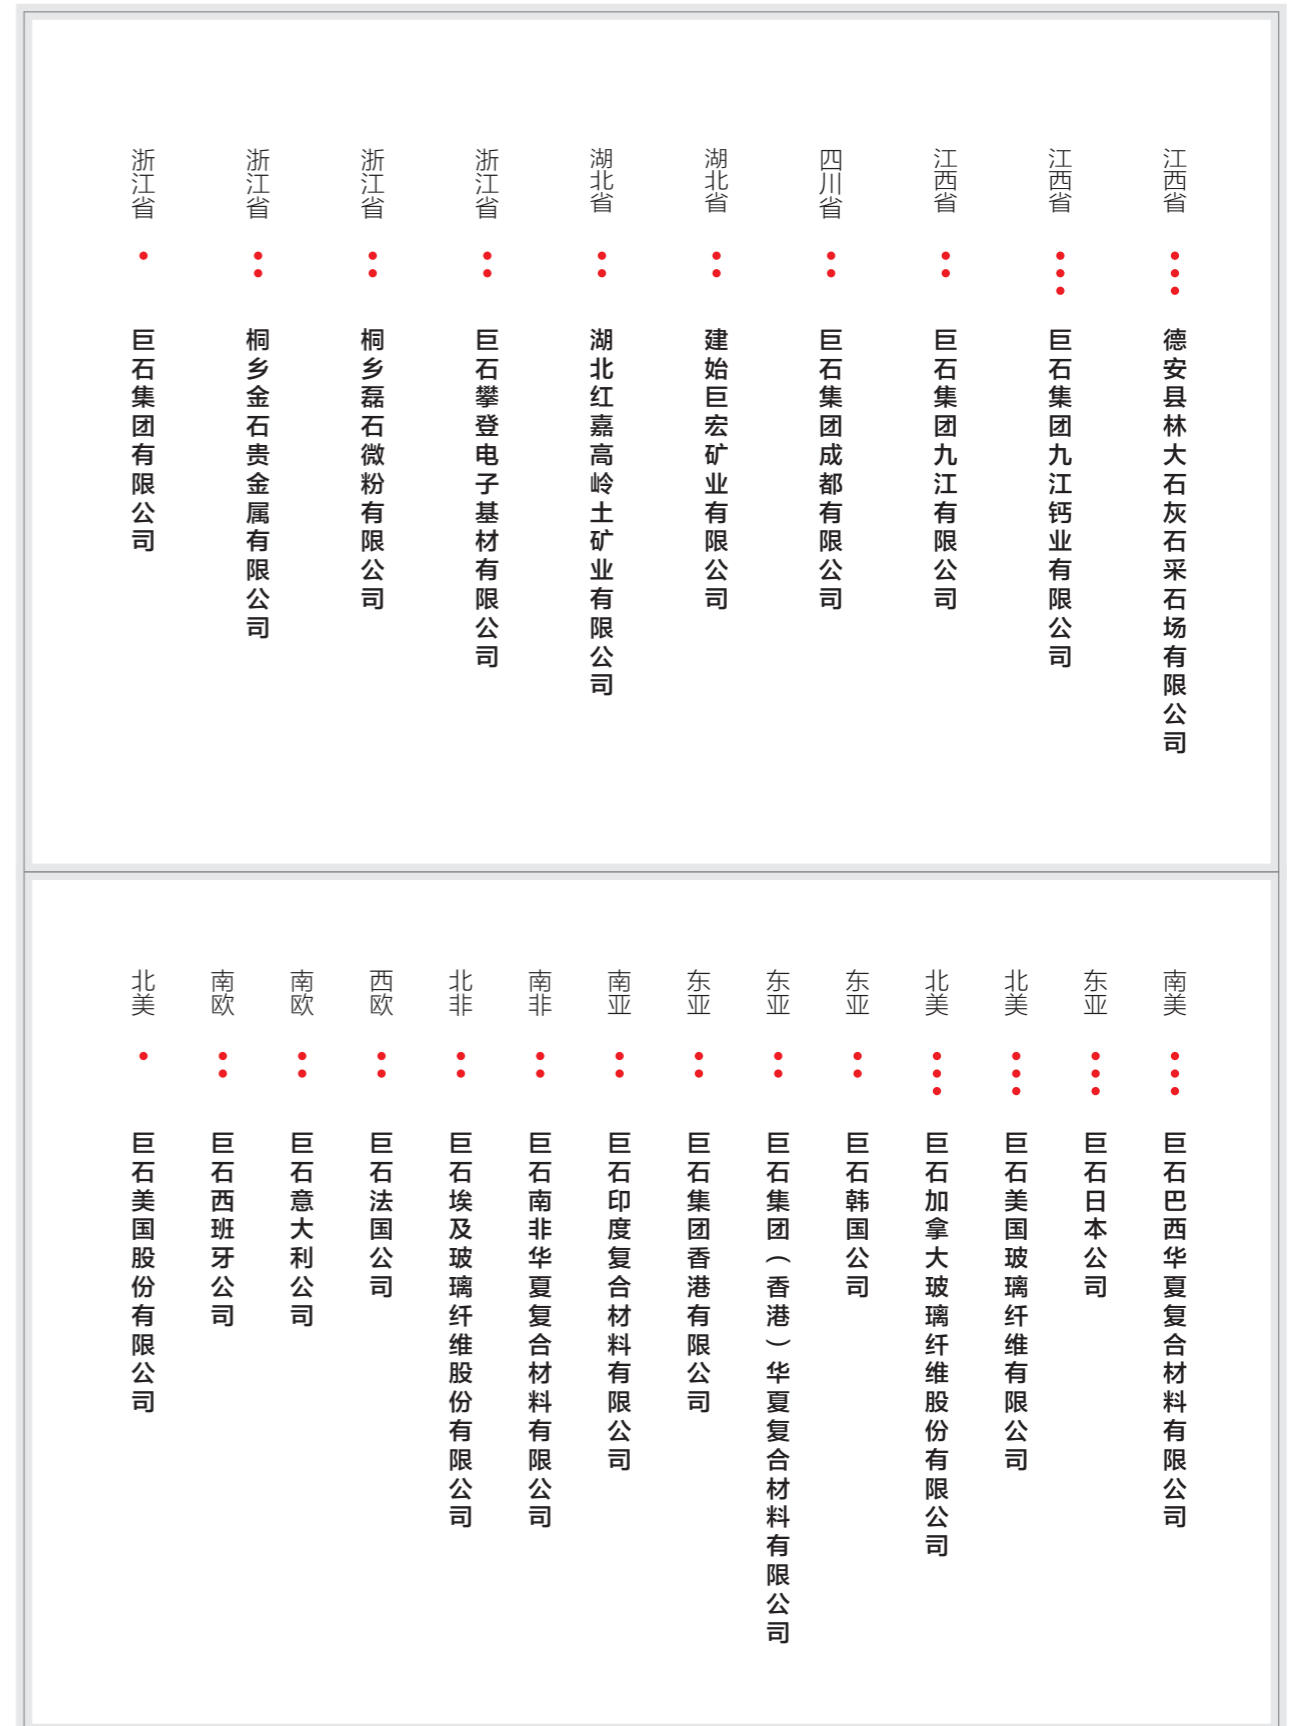 浙江省
巨石集团有限公司
浙江省
桐乡金石贵金属有限公司
浙江省
桐乡磊石微粉有限公司
浙江省
巨石攀登电子基材有限公司
湖北省
湖北红嘉高岭土矿业有限公司
湖北省
建始巨宏矿业有限公司
四川省
巨石集团成都有限公司
江西省
巨石集团九江有限公司
江西省
巨石集团九江钙业有限公司
江西省
德安县林大石灰石采石场有限公司
北美
巨石美国股份有限公司
南欧
巨石西班牙公司
南欧
巨石意大利公司
西欧
巨石法国公司
北非
巨石埃及玻璃纤维股份有限公司
南非
巨石南非华夏复合材料有限公司
南亚
巨石印度复合材料有限公司
东亚
巨石集团香港有限公司
东亚
巨石集团（香港）华夏复合材料有限公司
东亚
巨石韩国公司
北美
巨石加拿大玻璃纤维股份有限公司
北美
巨石美国玻璃纤维有限公司
东亚
巨石日本公司
南美
巨石巴西华夏复合材料有限公司